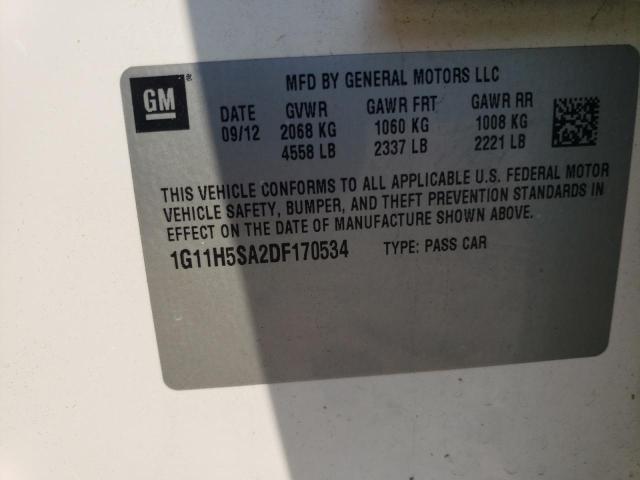 GM ®
MFD BY GENERAL MOTORS LLC
DATE GVWR GAWR FRT GAWR RR
09/12 2068 KG 1060 KG 1008 KG
4558 LB 2337 LB 2221 LB
THIS VEHICLE CONFORMS TO ALL APPLICABLE U.S. FEDERAL MOTOR
VEHICLE SAFETY, BUMPER, AND THEFT PREVENTION STANDARDS IN
EFFECT ON THE DATE OF MANUFACTURE SHOWN ABOVE.
1G11H5SA2DF170534 TYPE: PASS CAR